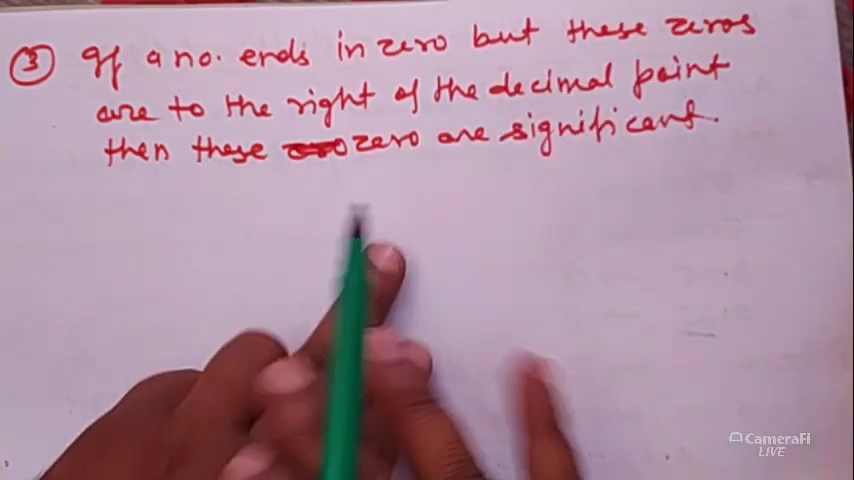 ③ If a no. ends in zero but these zeros
are to the right of the decimal point
then these zero are significant.
CameraFi
LIVE